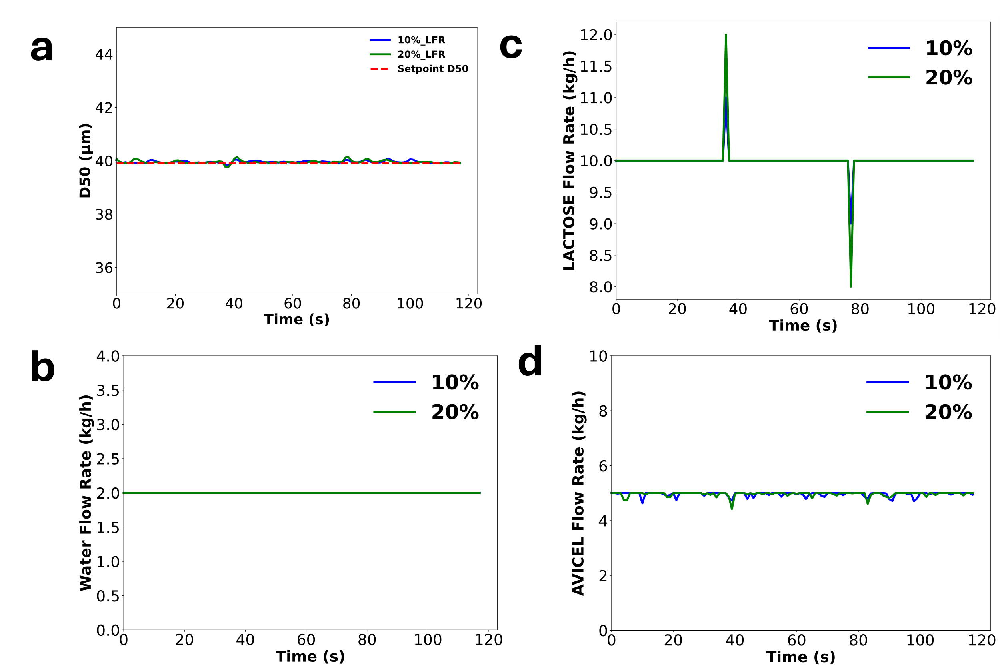 a
10%_LFR
20%_LFR
Setpoint D50
44
42
40
38
36
D50 (μm)
0 20 40 60 80 100 120
Time (s)
c
10%
20%
12.0
11.5
11.0
10.5
10.0
9.5
9.0
8.5
8.0
LACTOSE Flow Rate (kg/h)
0 20 40 60 80 100 120
Time (s)
b
10%
20%
4.0
3.5
3.0
2.5
2.0
1.5
1.0
0.5
0.0
Water Flow Rate (kg/h)
0 20 40 60 80 100 120
Time (s)
d
10%
20%
10
8
6
4
2
0
AVICEL Flow Rate (kg/h)
0 20 40 60 80 100 120
Time (s)